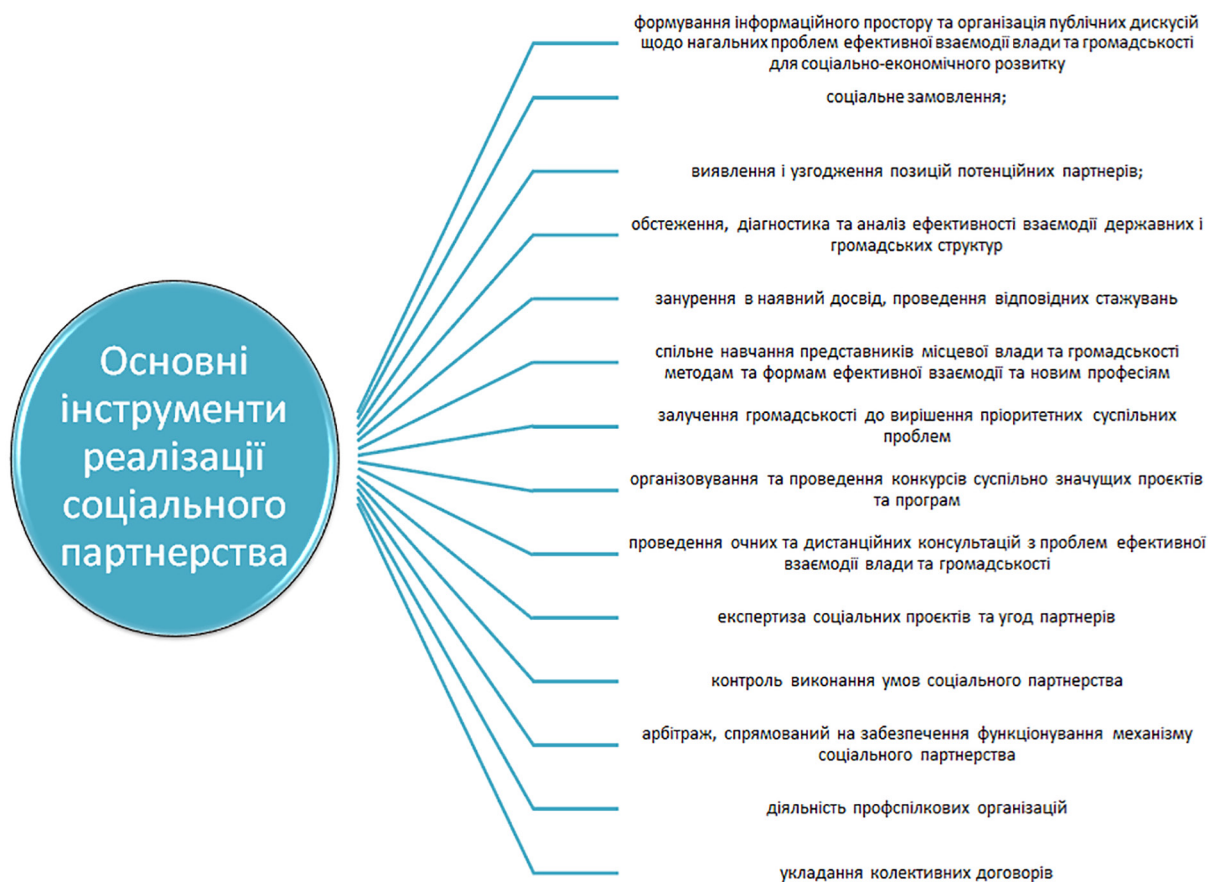 Основні
інструменти
реалізації
соціального
партнерства
формування інформаційного простору та організація публічних дискусій
щодо нагальних проблем ефективної взаємодії влади та громадськості
для соціально-економічного розвитку
соціальне замовлення;
виявлення і узгодження позицій потенційних партнерів;
обстеження, діагностика та аналіз ефективності взаємодії державних і
громадських структур
занурення в наявний досвід, проведення відповідних стажувань
спільне навчання представників місцевої влади та громадськості
методам та формам ефективної взаємодії та новим професіям
залучення громадськості до вирішення пріоритетних суспільних
проблем
організовування та проведення конкурсів суспільно значущих проєктів
та програм
проведення очних та дистанційних консультацій з проблем ефективної
взаємодії влади та громадськості
експертиза соціальних проєктів та угод партнерів
контроль виконання умов соціального партнерства
арбітраж, спрямований на забезпечення функціонування механізму
соціального партнерства
діяльність профспілкових організацій
укладання колективних договорів